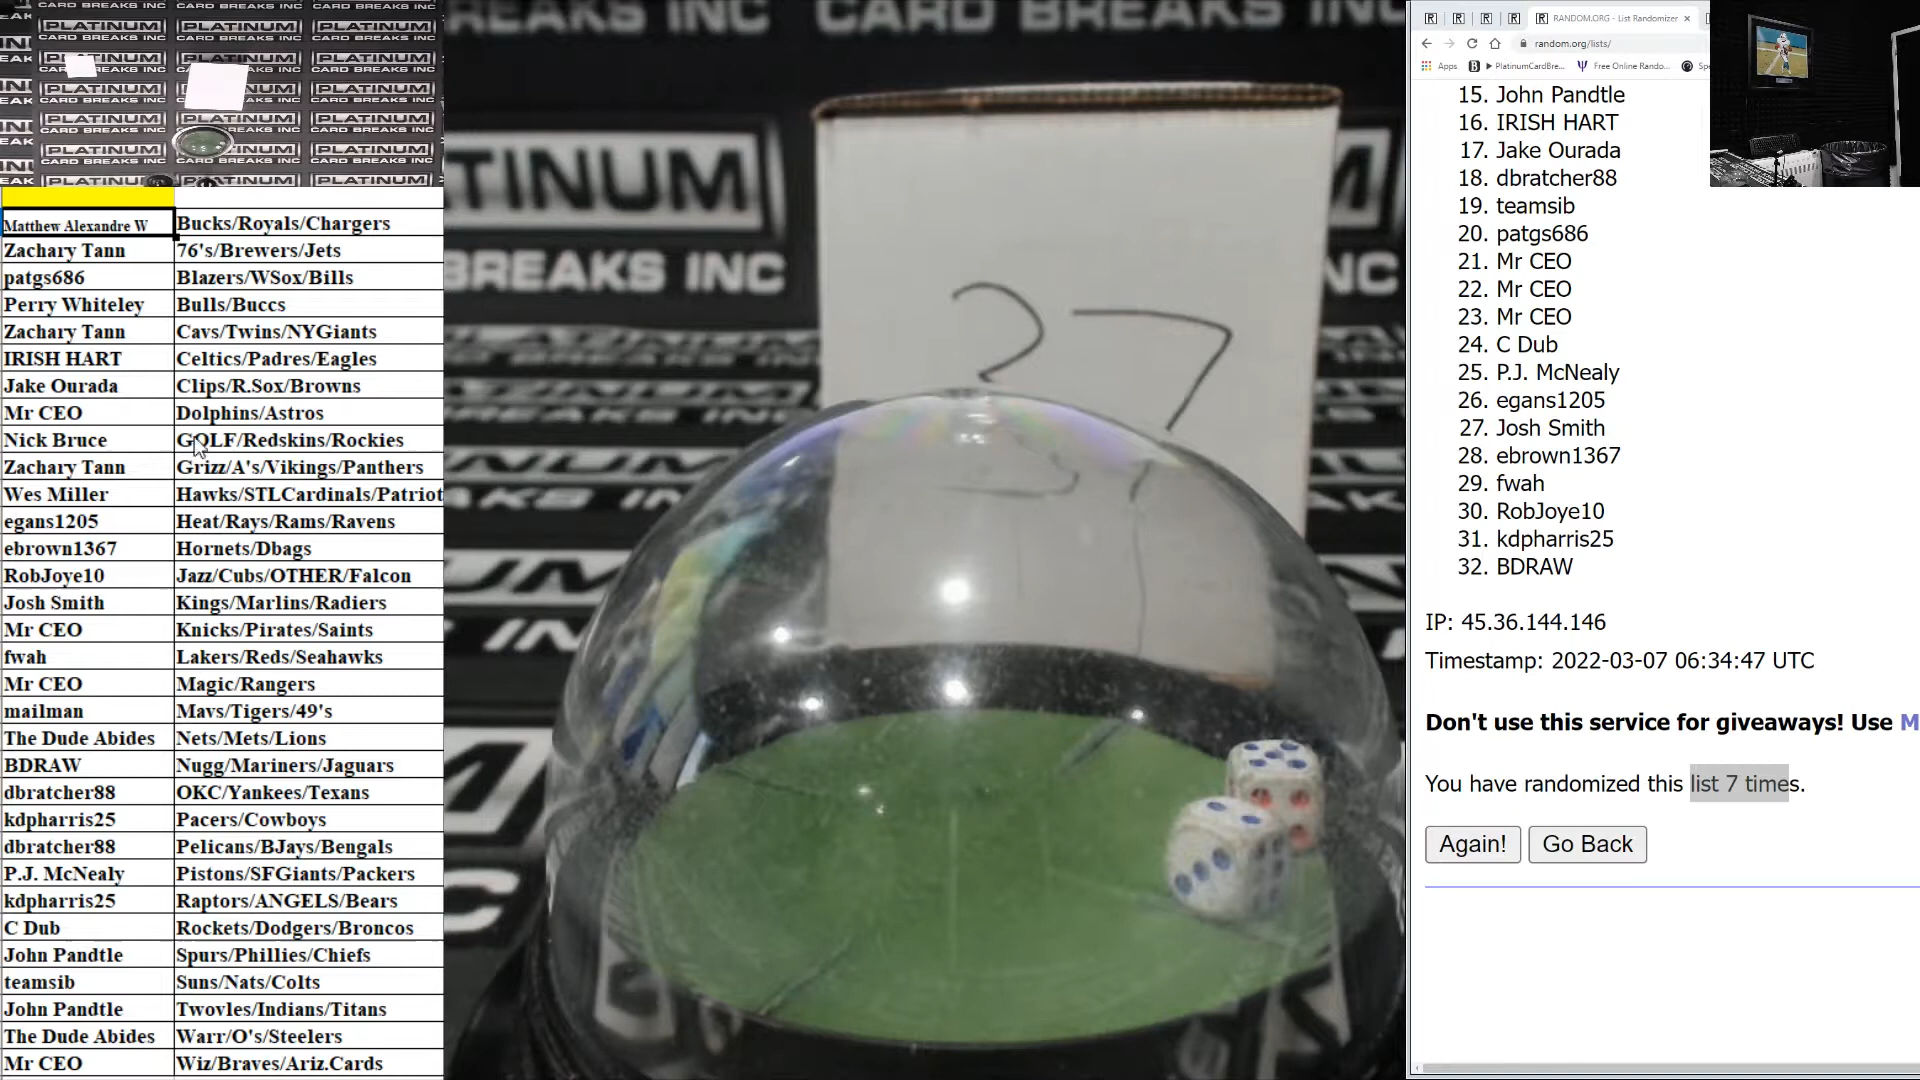 PLATINUM
CARD BREAKS INC
Matthew Alexandre W Bucks/Royals/Chargers
Zachary Tann 76's/Brewers/Jets
patgs686 Blazers/WSox/Bills
Perry Whiteley Bulls/Buccs
Zachary Tann Cavs/Twins/NYGiants
IRISH HART Celtics/Padres/Eagles
Jake Ourada Clips/R.Sox/Browns
Mr CEO Dolphins/Astros
Nick Bruce GOLF/Redskins/Rockies
Zachary Tann Grizz/A's/Vikings/Panthers
Wes Miller Hawks/STLCardinals/Patriot
egans1205 Heat/Rays/Rams/Ravens
ebrown1367 Hornets/Dbags
RobJoye10 Jazz/Cubs/OTHER/Falcon
Josh Smith Kings/Marlins/Radiers
Mr CEO Knicks/Pirates/Saints
fwah Lakers/Reds/Seahawks
Mr CEO Magic/Rangers
mailman Mavs/Tigers/49's
The Dude Abides Nets/Mets/Lions
BDRAW Nugg/Mariners/Jaguars
dbratcher88 OKC/Yankees/Texans
kdpharris25 Pacers/Cowboys
dbratcher88 Pelicans/BJays/Bengals
P.J. McNealy Pistons/SFGiants/Packers
kdpharris25 Raptors/ANGELS/Bears
C Dub Rockets/Dodgers/Broncos
John Pandtle Spurs/Phillies/Chiefs
teamsib Suns/Nats/Colts
John Pandtle Twovles/Indians/Titans
The Dude Abides Warr/O's/Steelers
Mr CEO Wiz/Braves/Ariz.Cards
CARD BREAKS INC
ATINUM
BREAKS INC
37
RANDOM.ORG - List Randomizer
random.org/lists/
Apps PlatinumCardBre... Free Online Rando... Spe
15. John Pandtle
16. IRISH HART
17. Jake Ourada
18. dbratcher88
19. teamsib
20. patgs686
21. Mr CEO
22. Mr CEO
23. Mr CEO
24. C Dub
25. P.J. McNealy
26. egans1205
27. Josh Smith
28. ebrown1367
29. fwah
30. RobJoye10
31. kdpharris25
32. BDRAW
IP: 45.36.144.146
Timestamp: 2022-03-07 06:34:47 UTC
Don't use this service for giveaways! Use M
You have randomized this list 7 times.
Again! Go Back